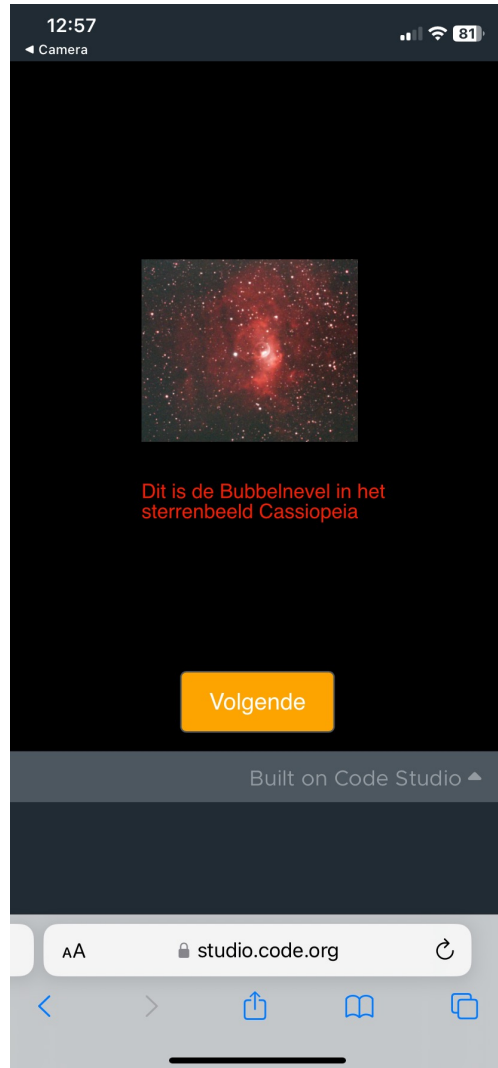 12:57
81
◀ Camera
Dit is de Bubbelnevel in het
sterrenbeeld Cassiopeia
Volgende
Built on Code Studio
AA
studio.code.org